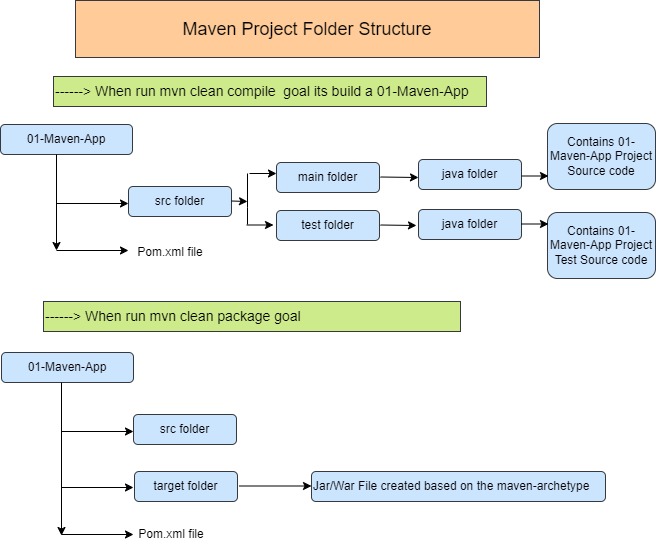 Maven Project Folder Structure
------> When run mvn clean compile  goal its build a 01-Maven-App
01-Maven-App
src folder
main folder
java folder
Contains 01-
Maven-App Project
Source code
test folder
java folder
Contains 01-
Maven-App Project
Test Source code
Pom.xml file
------> When run mvn clean package goal
01-Maven-App
src folder
target folder
Jar/War File created based on the maven-archetype
Pom.xml file